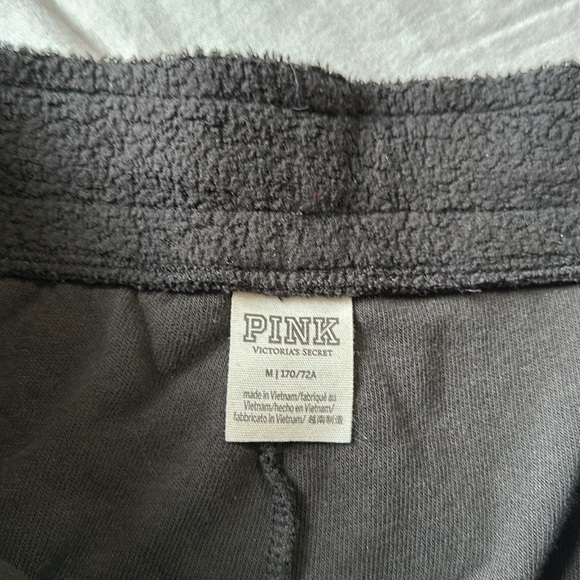 PINK
VICTORIA'S SECRET
M | 170/72A
made in Vietnam/fabriqué au
Vietnam/hecho en Vietnam/
fabbricato in Vietnam/ 越南制造